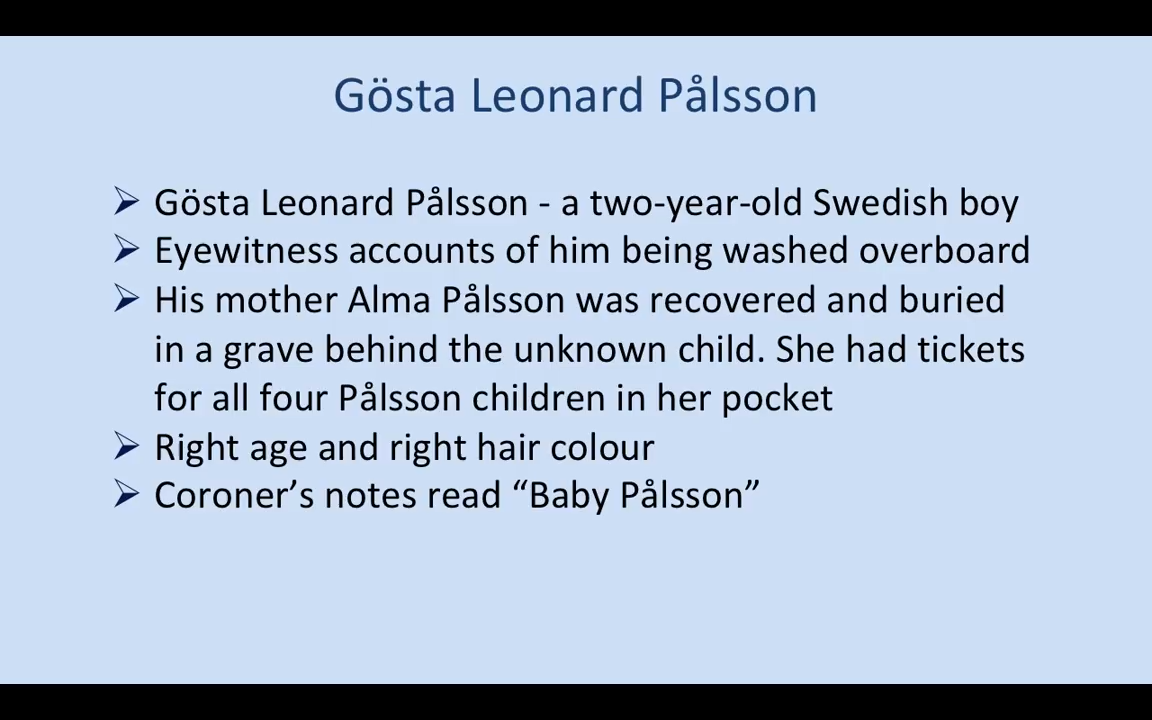 Gösta Leonard Pålsson
➢ Gösta Leonard Pålsson - a two-year-old Swedish boy
➢ Eyewitness accounts of him being washed overboard
➢ His mother Alma Pålsson was recovered and buried
in a grave behind the unknown child. She had tickets
for all four Pålsson children in her pocket
➢ Right age and right hair colour
➢ Coroner’s notes read “Baby Pålsson”